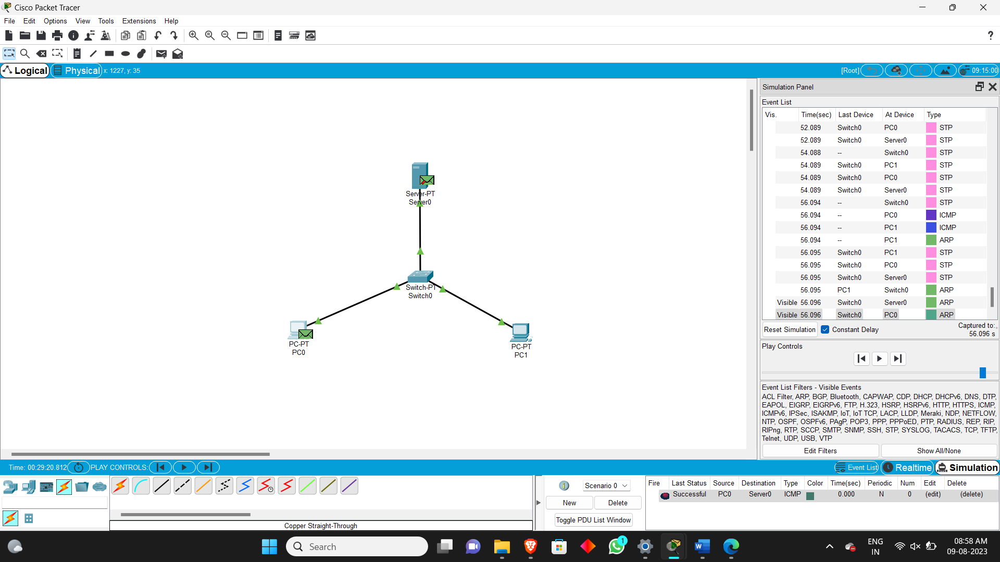 Cisco Packet Tracer
File Edit Options View Tools Extensions Help
?
Logical Physical x: 1227, y: 35 [Root] 09:15:00
Server-PT
Server0
Switch-PT
Switch0
PC-PT
PC0
PC-PT
PC1
Simulation Panel
Event List
Vis. Time(sec) Last Device At Device Type
52.089 Switch0 PC0 STP
52.089 Switch0 Server0 STP
54.088 -- Switch0 STP
54.089 Switch0 PC1 STP
54.089 Switch0 PC0 STP
54.089 Switch0 Server0 STP
56.094 -- Switch0 STP
56.094 -- PC0 ICMP
56.094 -- PC1 ICMP
56.094 -- PC1 ARP
56.095 Switch0 PC1 STP
56.095 Switch0 PC0 STP
56.095 Switch0 Server0 STP
56.095 PC1 Switch0 ARP
Visible 56.096 Switch0 Server0 ARP
Visible 56.096 Switch0 PC0 ARP
Reset Simulation Constant Delay Captured to:
56.096 s
Play Controls
Event List Filters - Visible Events
ACL Filter, ARP, BGP, Bluetooth, CAPWAP, CDP, DHCP, DHCPv6, DNS, DTP,
EAPOL, EIGRP, EIGRPv6, FTP, H.323, HSRP, HSRPv6, HTTP, HTTPS, ICMP,
ICMPv6, IPSec, ISAKMP, IoT, IoT TCP, LACP, LLDP, Meraki, NDP, NETFLOW,
NTP, OSPF, OSPFv6, PAgP, POP3, PPP, PPPoED, PTP, RADIUS, REP, RIP,
RIPng, RTP, SCCP, SMTP, SNMP, SSH, STP, SYSLOG, TACACS, TCP, TFTP,
Telnet, UDP, USB, VTP
Edit Filters Show All/None
Time: 00:29:20.812 PLAY CONTROLS: Event List Realtime Simulation
Copper Straight-Through
Scenario 0
New Delete
Toggle PDU List Window
Fire Last Status Source Destination Type Color Time(sec) Periodic Num Edit Delete
Successful PC0 Server0 ICMP 0.000 N 0 (edit) (delete)
Search
1
ENG
IN
08:58 AM
09-08-2023